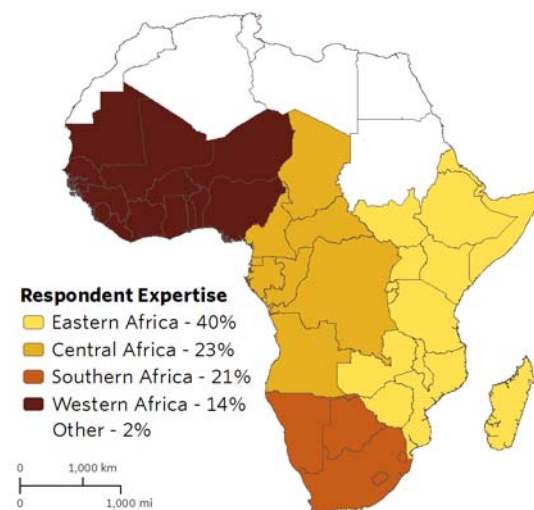 Respondent Expertise
Eastern Africa - 40%
Central Africa - 23%
Southern Africa - 21%
Western Africa - 14%
Other - 2%
0 1,000 km
0 1,000 mi